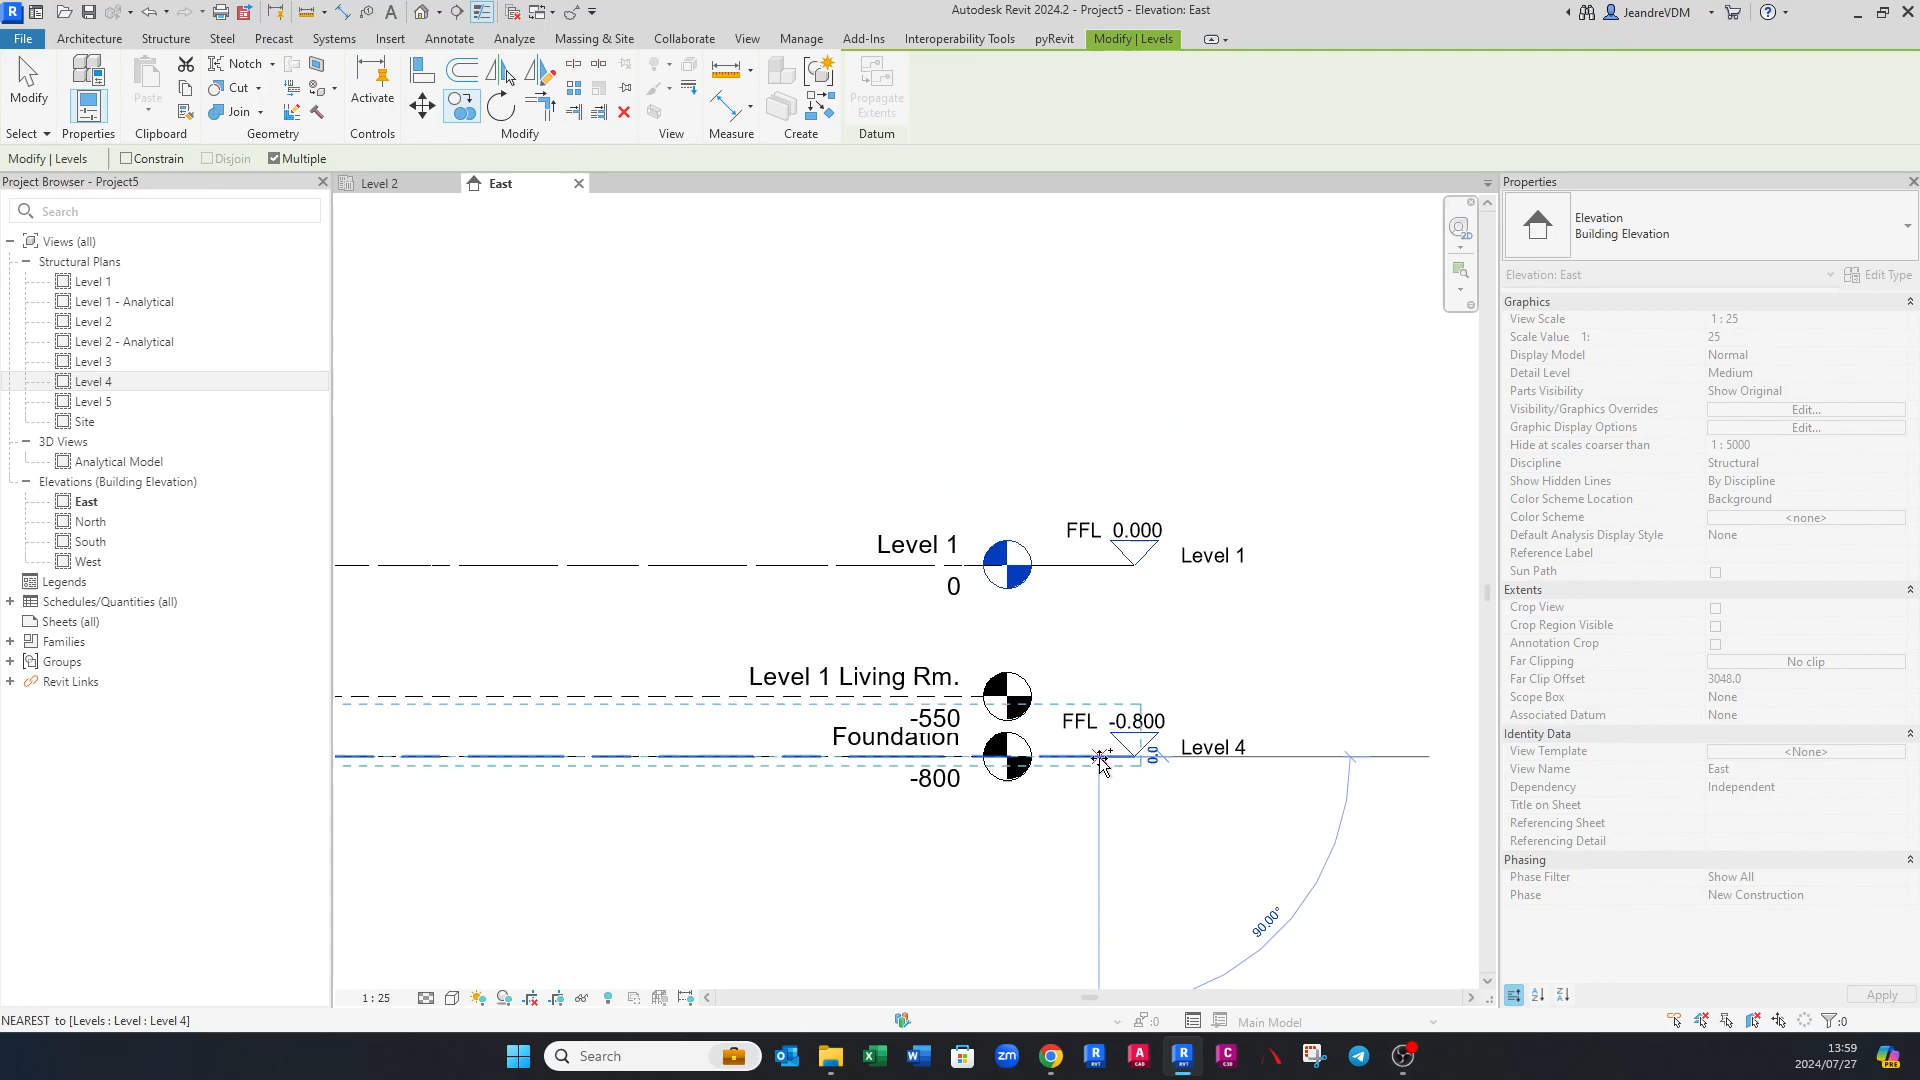 Autodesk Revit 2024.2 - Project5 - Elevation: East
JeandreVDM
File Architecture Structure Steel Precast Systems Insert Annotate Analyze Massing & Site Collaborate View Manage Add-Ins Interoperability Tools pyRevit Modify | Levels
Modify Paste Notch Cut Join Activate Propagate Extents
Select Properties Clipboard Geometry Controls Modify View Measure Create Datum
Modify | Levels Constrain Disjoin Multiple
Project Browser - Project5
Search
Views (all)
Structural Plans
Level 1
Level 1 - Analytical
Level 2
Level 2 - Analytical
Level 3
Level 4
Level 5
Site
3D Views
Analytical Model
Elevations (Building Elevation)
East
North
South
West
Legends
Schedules/Quantities (all)
Sheets (all)
Families
Groups
Revit Links
Level 2
East
2D
FFL 0.000
Level 1
Level 1
0
Level 1 Living Rm.
-550
FFL -0.800
Foundation
Level 4
0.0
-800
90.00°
1 : 25
Properties
Elevation
Building Elevation
Elevation: East Edit Type
Graphics
View Scale 1 : 25
Scale Value 1: 25
Display Model Normal
Detail Level Medium
Parts Visibility Show Original
Visibility/Graphics Overrides Edit...
Graphic Display Options Edit...
Hide at scales coarser than 1 : 5000
Discipline Structural
Show Hidden Lines By Discipline
Color Scheme Location Background
Color Scheme <none>
Default Analysis Display Style None
Reference Label
Sun Path
Extents
Crop View
Crop Region Visible
Annotation Crop
Far Clipping No clip
Far Clip Offset 3048.0
Scope Box None
Associated Datum None
Identity Data
View Template <None>
View Name East
Dependency Independent
Title on Sheet
Referencing Sheet
Referencing Detail
Phasing
Phase Filter Show All
Phase New Construction
Apply
NEAREST to [Levels : Level : Level 4]
:0
Main Model
:0
Search
13:59
2024/07/27